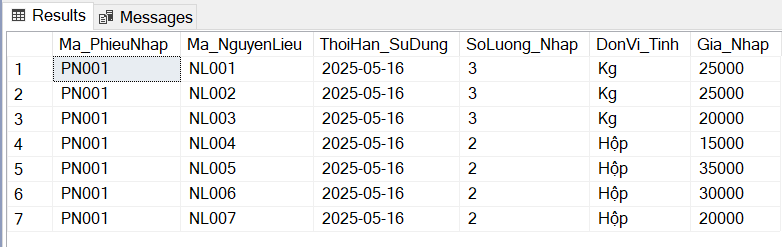 Results Messages
Ma_PhieuNhap Ma_NguyenLieu ThoiHan_SuDung SoLuong_Nhap DonVi_Tinh Gia_Nhap
1 PN001 NL001 2025-05-16 3 Kg 25000
2 PN001 NL002 2025-05-16 3 Kg 25000
3 PN001 NL003 2025-05-16 3 Kg 20000
4 PN001 NL004 2025-05-16 2 Hộp 15000
5 PN001 NL005 2025-05-16 2 Hộp 35000
6 PN001 NL006 2025-05-16 2 Hộp 30000
7 PN001 NL007 2025-05-16 2 Hộp 20000